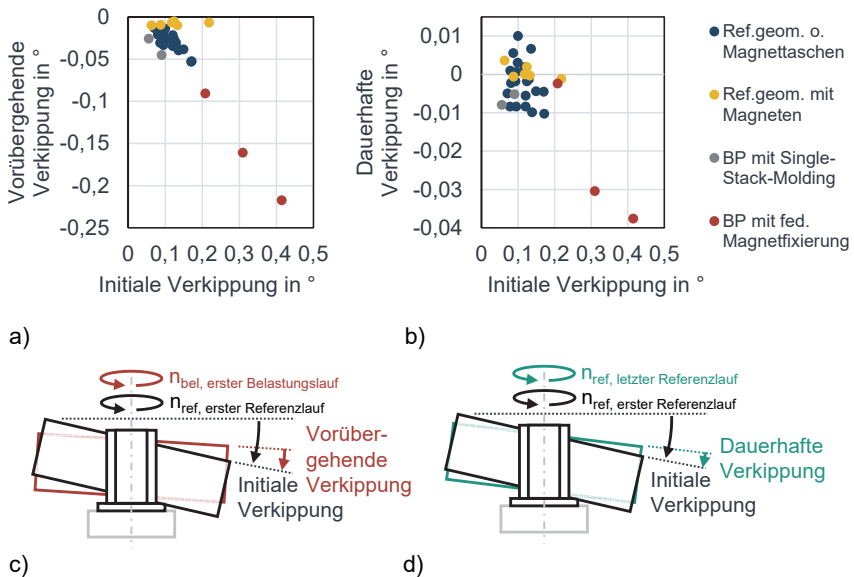 0
-0,05
-0,1
-0,15
-0,2
-0,25
Vorübergehende
Verkippung in °
0 0,1 0,2 0,3 0,4 0,5
Initiale Verkippung in °
a)
0,01
0
-0,01
-0,02
-0,03
-0,04
Dauerhafte
Verkippung in °
0 0,1 0,2 0,3 0,4 0,5
Initiale Verkippung in °
b)
Ref.geom. o.
Magnettaschen
Ref.geom. mit
Magneten
BP mit Single-
Stack-Molding
BP mit fed.
Magnetfixierung
n bel, erster Belastungslauf
n ref, erster Referenzlauf
Vorüber-
gehende
Verkippung
Initiale
Verkippung
c)
n ref, letzter Referenzlauf
n ref, erster Referenzlauf
Dauerhafte
Verkippung
Initiale
Verkippung
d)